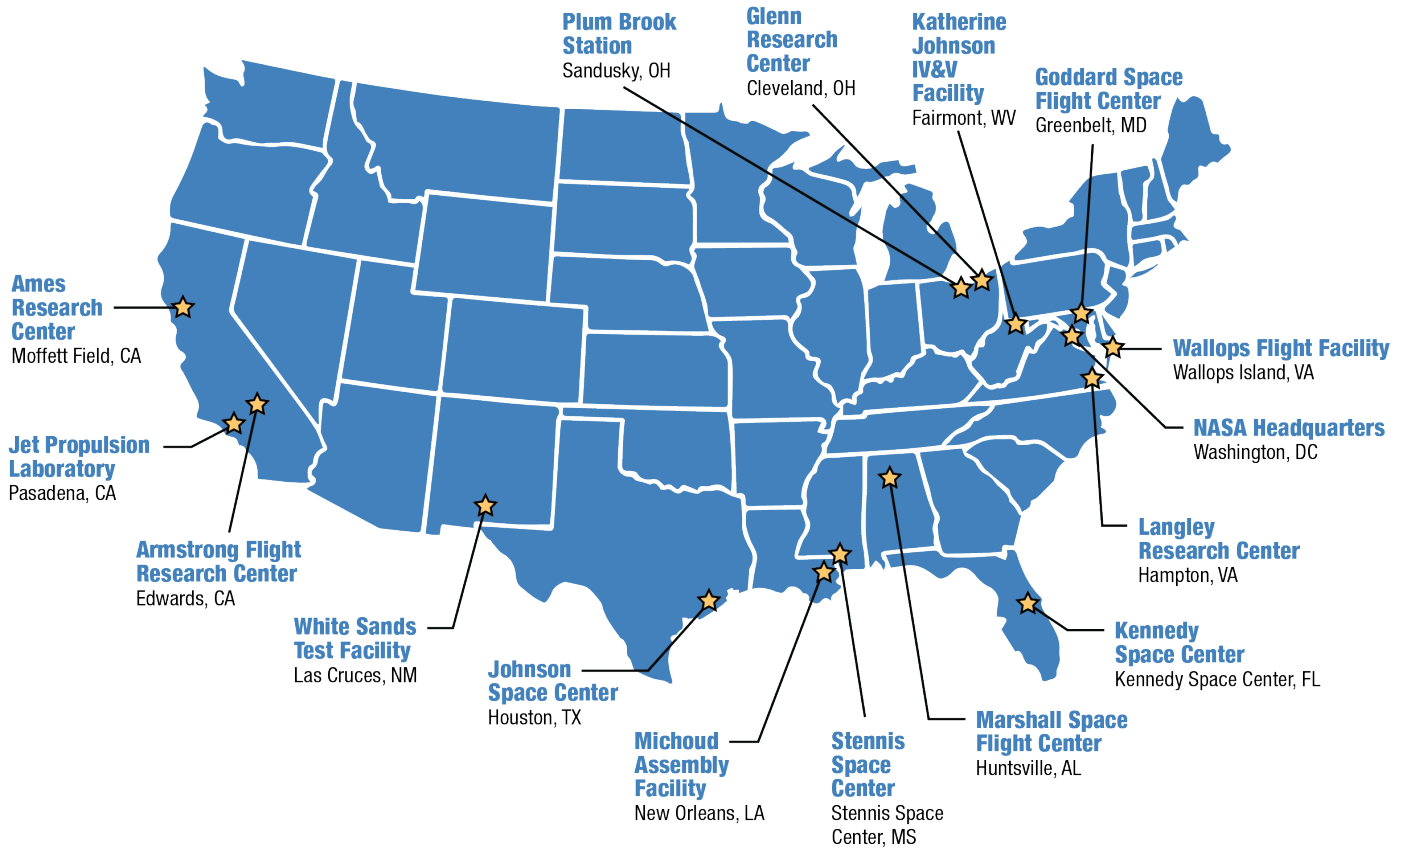 Plum Brook
Station
Sandusky, OH
Glenn
Research
Center
Cleveland, OH
Katherine
Johnson
IV&V
Facility
Fairmont, WV
Goddard Space
Flight Center
Greenbelt, MD
Ames
Research
Center
Moffett Field, CA
Wallops Flight Facility
Wallops Island, VA
NASA Headquarters
Washington, DC
Jet Propulsion
Laboratory
Pasadena, CA
Langley
Research Center
Hampton, VA
Armstrong Flight
Research Center
Edwards, CA
White Sands
Test Facility
Las Cruces, NM
Kennedy
Space Center
Kennedy Space Center, FL
Johnson
Space Center
Houston, TX
Marshall Space
Flight Center
Huntsville, AL
Michoud
Assembly
Facility
New Orleans, LA
Stennis
Space
Center
Stennis Space
Center, MS